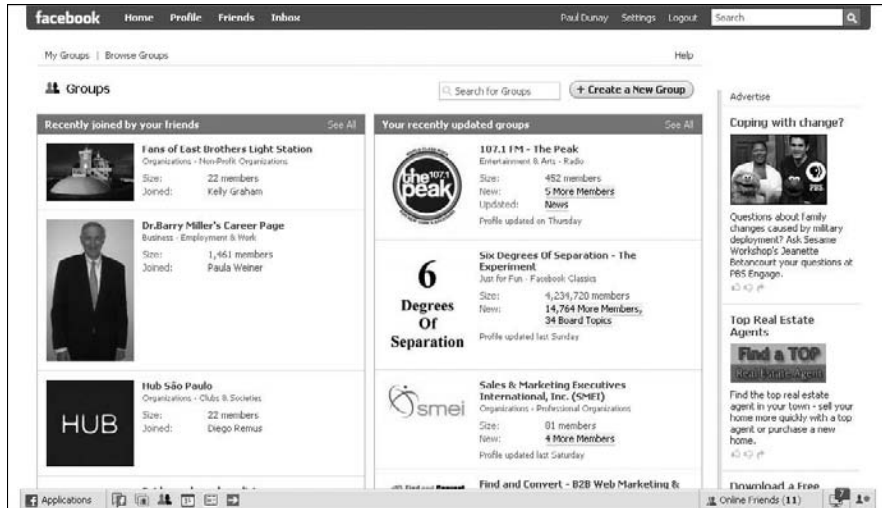 facebook Home Profile Friends Inbox Paul Dunay Settings Logout Search
My Groups | Browse Groups Help
Groups Search for Groups + Create a New Group
Recently joined by your friends See All
Fans of East Brothers Light Station
Organizations - Non-Profit Organizations
Size: 22 members
Joined: Kelly Graham
Dr.Barry Miller's Career Page
Business - Employment & Work
Size: 1,461 members
Joined: Paula Weiner
HUB
Hub São Paulo
Organizations - Clubs & Societies
Size: 22 members
Joined: Diego Remus
Your recently updated groups See All
the 107.1 peak
107.1 FM - The Peak
Entertainment & Arts - Radio
Size: 452 members
New: 5 More Members
Updated: News
Profile updated on Thursday
6
Degrees
Of
Separation
Six Degrees Of Separation - The
Experiment
Just for Fun - Facebook Classics
Size: 4,234,720 members
New: 14,764 More Members,
34 Board Topics
Profile updated last Sunday
smei
Sales & Marketing Executives
International, Inc. (SMEI)
Organizations - Professional Organizations
Size: 81 members
New: 4 More Members
Profile updated last Saturday
Find and Convert - B2B Web Marketing &
Advertise
Coping with change?
PBS
Questions about family
changes caused by military
deployment? Ask Sesame
Workshop's Jeanette
Betancourt your questions at
PBS Engage.
Top Real Estate
Agents
Find a TOP
Real Estate Agent
Find the top real estate
agent in your town - sell your
home more quickly with a top
agent or purchase a new
home.
Download a Free
Applications Online Friends (11) 7